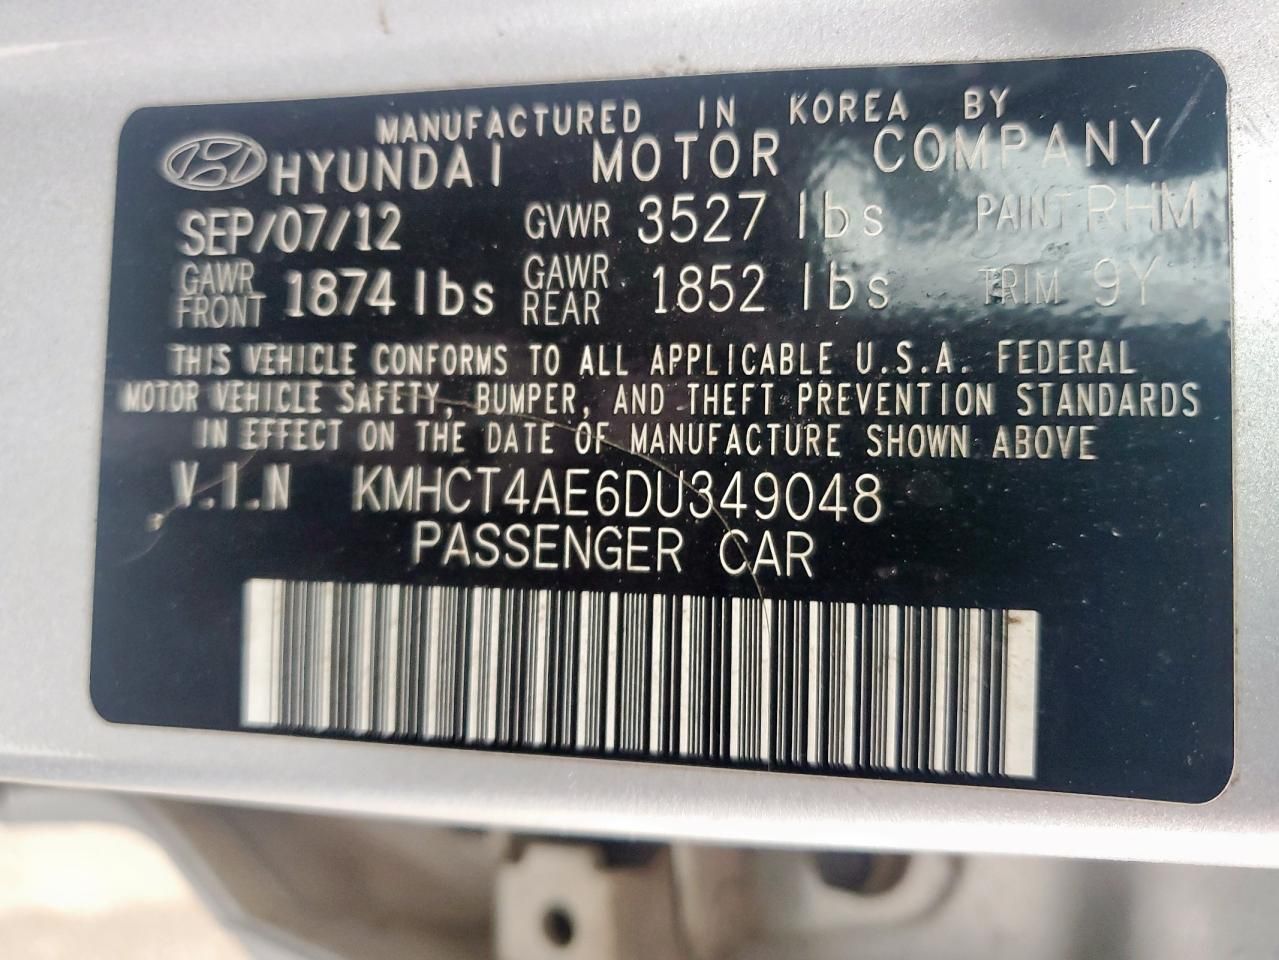 MANUFACTURED IN KOREA BY
HYUNDAI MOTOR COMPANY
SEP/07/12 GVWR 3527 lbs PAINT RHM
GAWR FRONT 1874 lbs GAWR REAR 1852 lbs TRIM 9Y
THIS VEHICLE CONFORMS TO ALL APPLICABLE U.S.A. FEDERAL
MOTOR VEHICLE SAFETY, BUMPER, AND THEFT PREVENTION STANDARDS
IN EFFECT ON THE DATE OF MANUFACTURE SHOWN ABOVE
V.I.N KMHCT4AE6DU349048
PASSENGER CAR